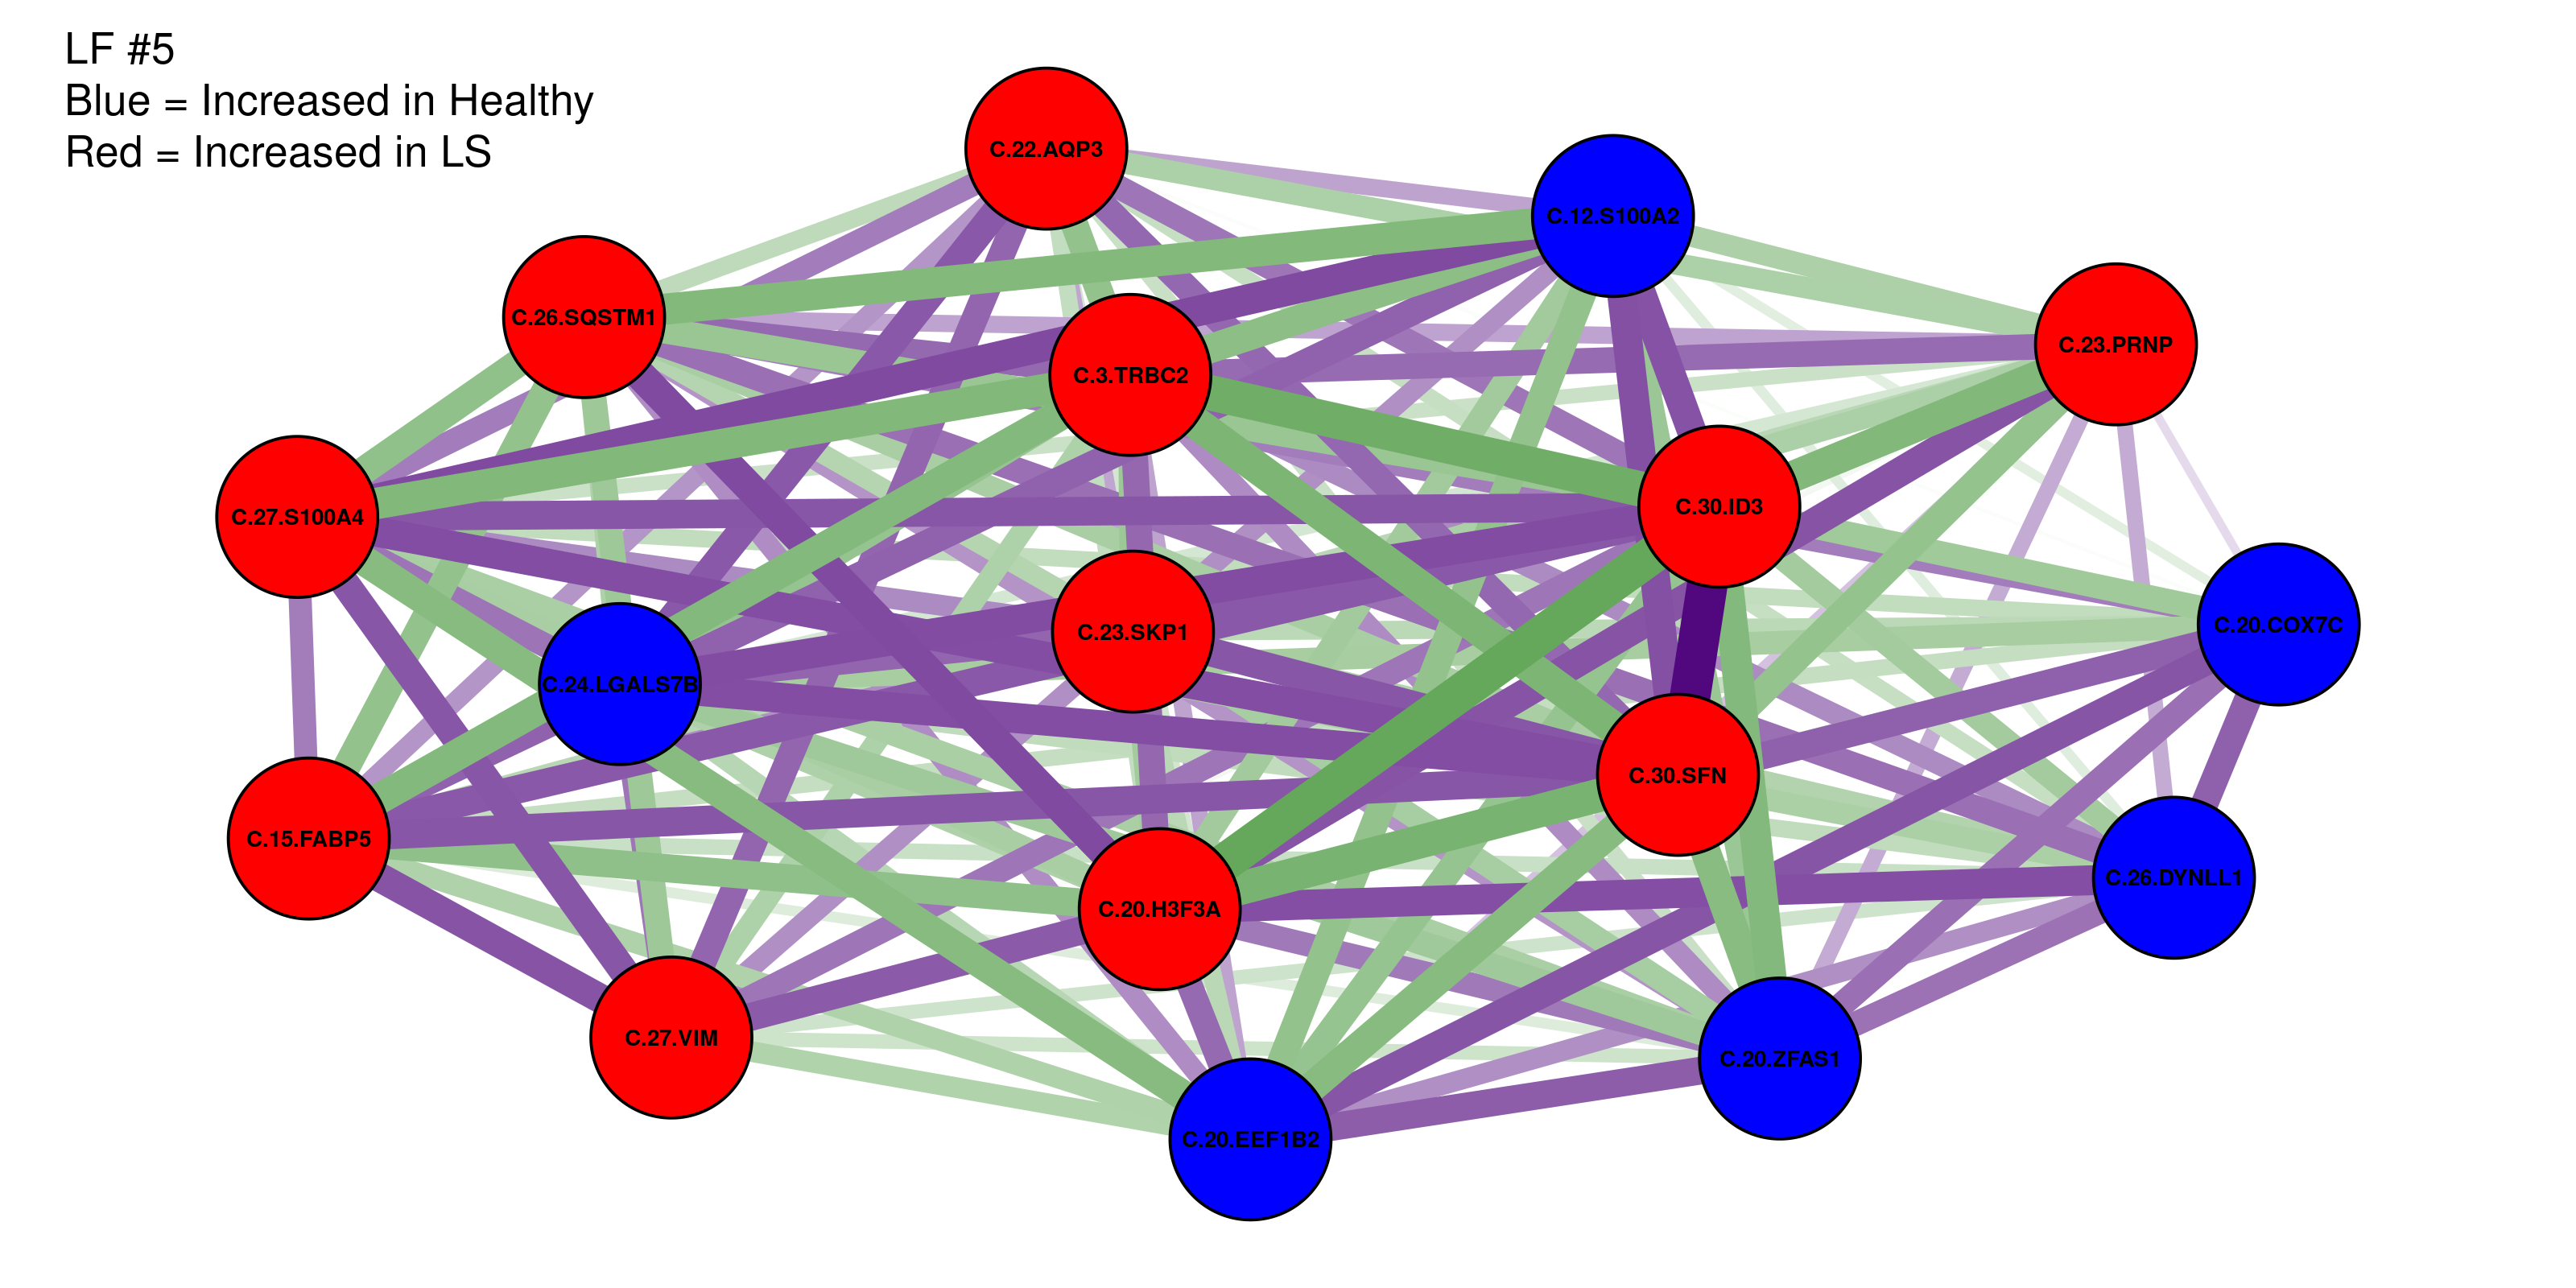 LF #5
Blue = Increased in Healthy
Red = Increased in LS
C.22.AQP3
C.12.S100A2
C.26.SQSTM1
C.23.PRNP
C.3.TRBC2
C.30.ID3
C.27.S100A4
C.20.COX7C
C.23.SKP1
C.24.LGALS7B
C.30.SFN
C.15.FABP5
C.26.DYNLL1
C.20.H3F3A
C.27.VIM
C.20.ZFAS1
C.20.EEF1B2